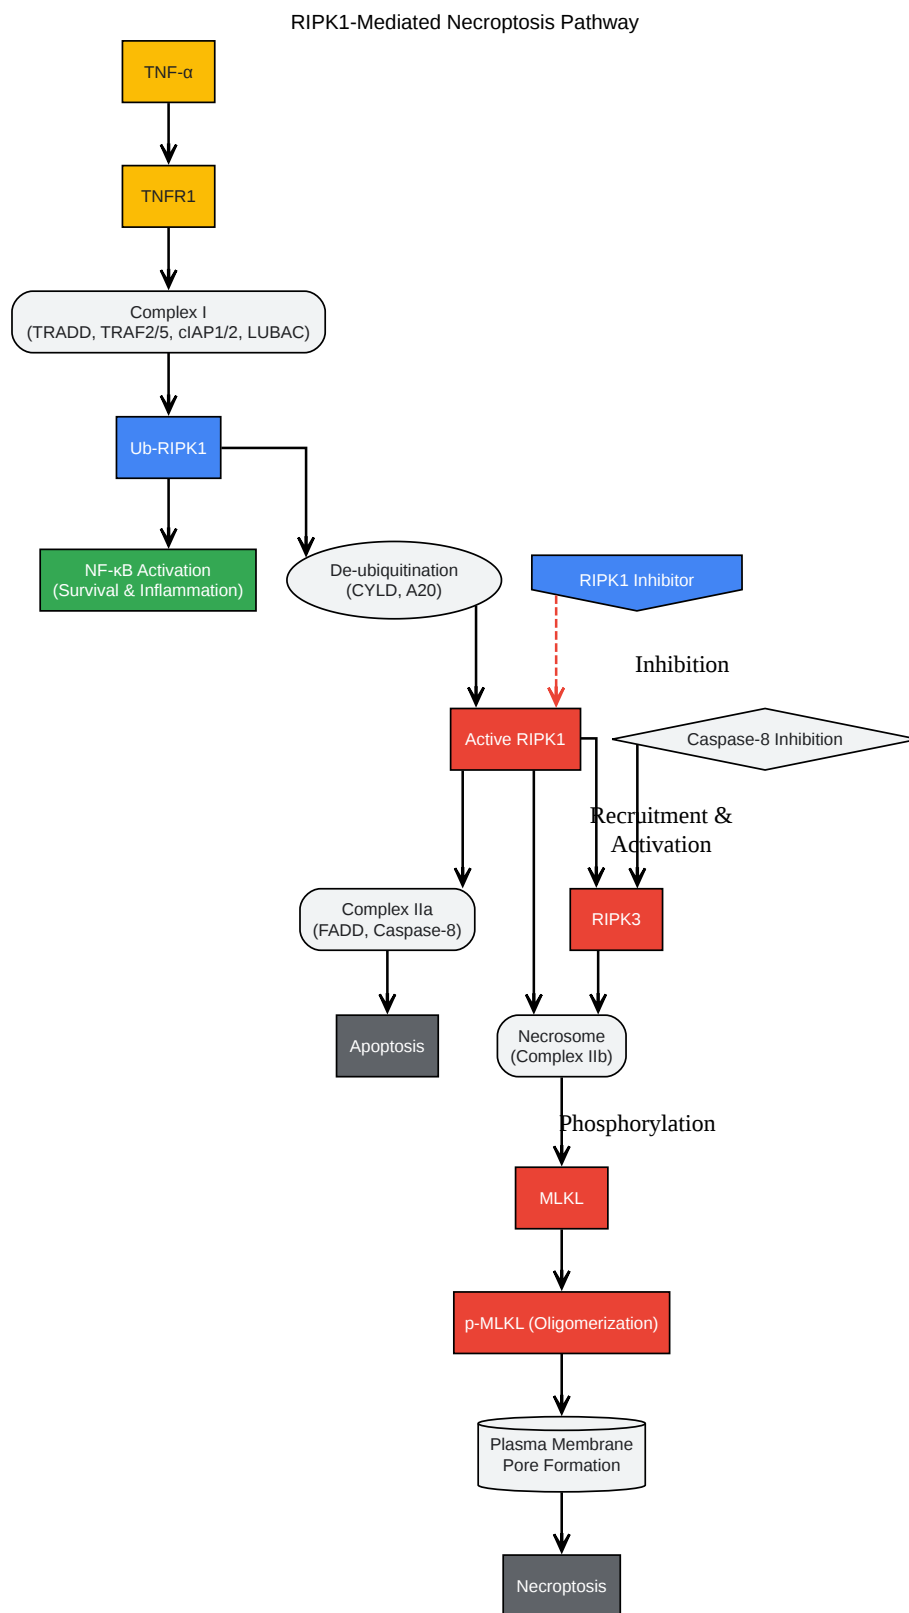 RIPK1-Mediated Necroptosis Pathway
TNF-α
TNFR1
Complex I
(TRADD, TRAF2/5, cIAP1/2, LUBAC)
Ub-RIPK1
NF-κB Activation
(Survival & Inflammation)
De-ubiquitination
(CYLD, A20)
RIPK1 Inhibitor
Inhibition
Active RIPK1
Caspase-8 Inhibition
Recruitment &
Activation
Complex IIa
(FADD, Caspase-8)
RIPK3
Apoptosis
Necrosome
(Complex IIb)
Phosphorylation
MLKL
p-MLKL (Oligomerization)
Plasma Membrane
Pore Formation
Necroptosis